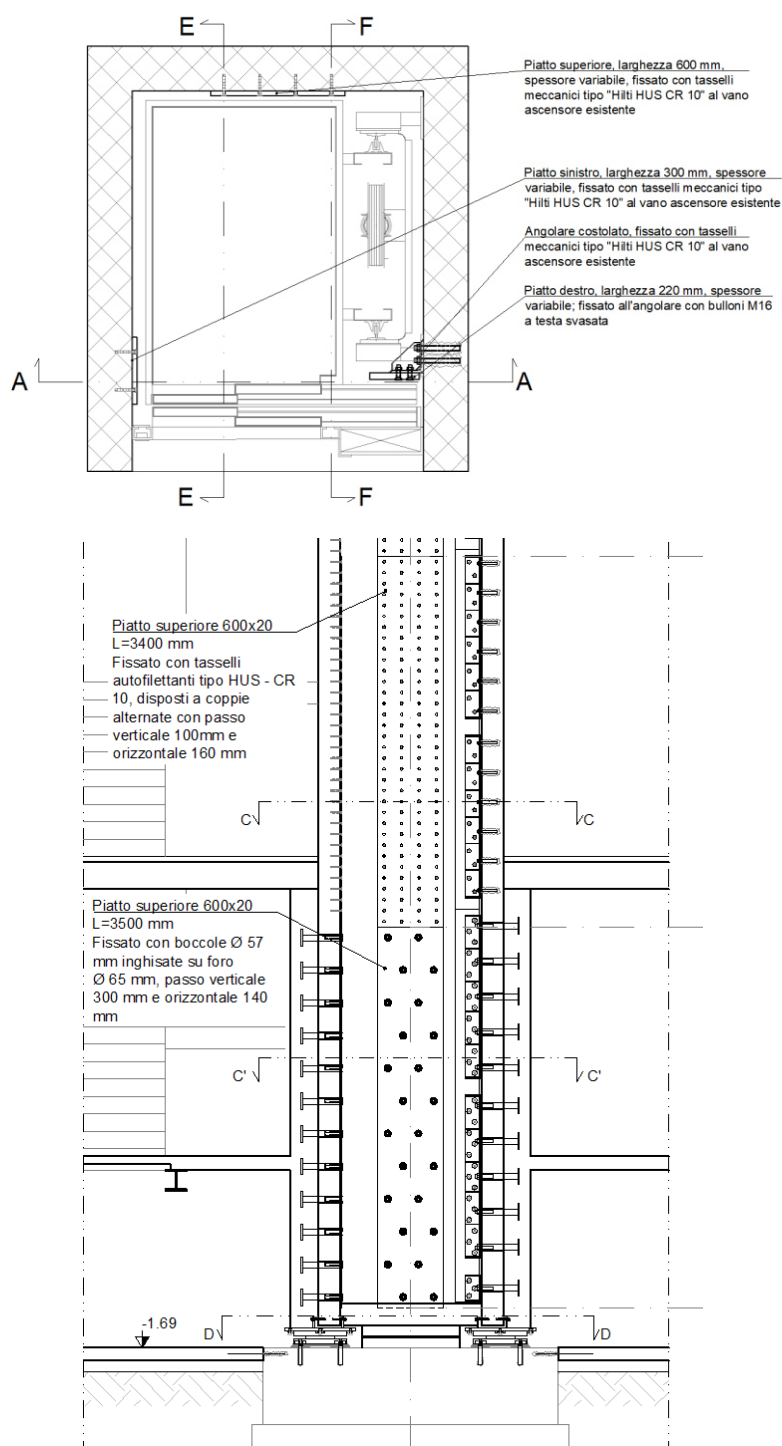 E
F
Piatto superiore, larghezza 600 mm,
spessore variabile, fissato con tasselli
meccanici tipo "Hilti HUS CR 10" al vano
ascensore esistente
Piatto sinistro, larghezza 300 mm, spessore
variabile, fissato con tasselli meccanici tipo
"Hilti HUS CR 10" al vano ascensore esistente
Angolare costolato, fissato con tasselli
meccanici tipo "Hilti HUS CR 10" al vano
ascensore esistente
Piatto destro, larghezza 220 mm, spessore
variabile; fissato all'angolare con bulloni M16
a testa svasata
A
A
E
F
Piatto superiore 600x20
L=3400 mm
Fissato con tasselli
autofilettanti tipo HUS - CR
10, disposti a coppie
alternate con passo
verticale 100mm e
orizzontale 160 mm
C
C
Piatto superiore 600x20
L=3500 mm
Fissato con boccole Ø 57
mm inghisate su foro
Ø 65 mm, passo verticale
300 mm e orizzontale 140
mm
C'
C'
-1.69
D
D